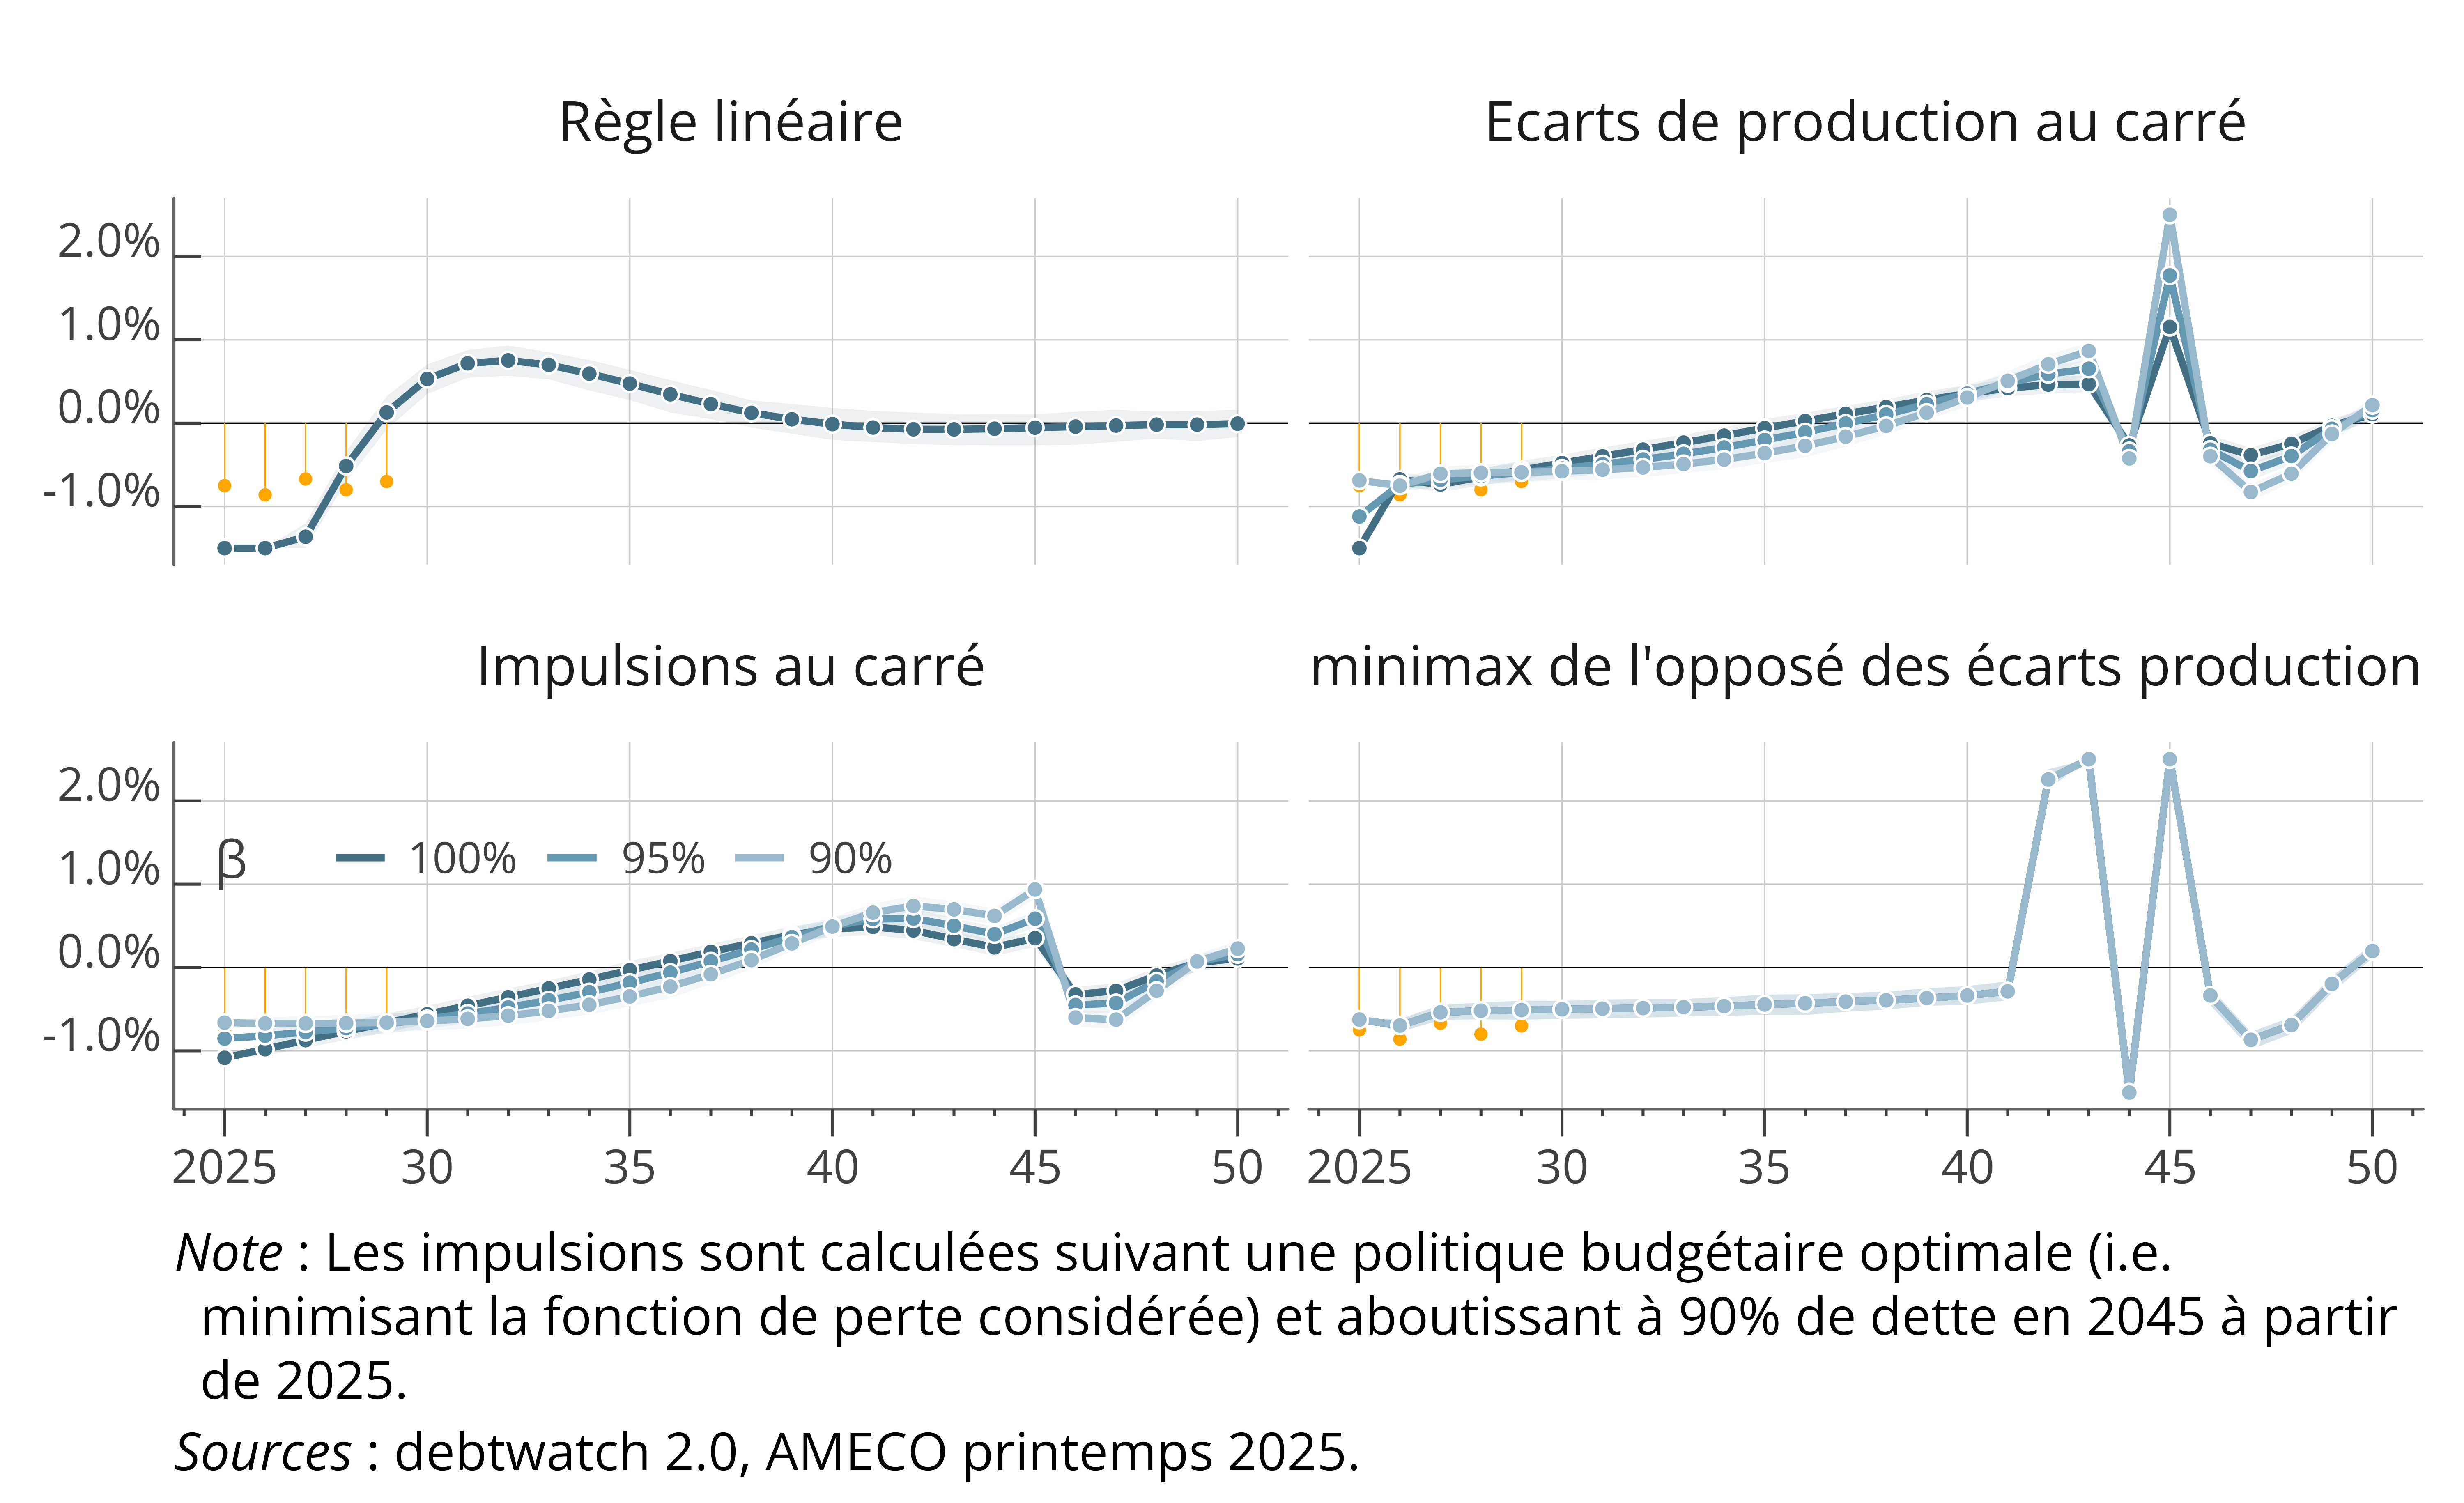 Règle linéaire
Ecarts de production au carré
2.0%
1.0%
0.0%
-1.0%
Impulsions au carré
minimax de l'opposé des écarts production
2.0%
1.0%
0.0%
-1.0%
β 100% 95% 90%
2025 30 35 40 45 50
2025 30 35 40 45 50
Note : Les impulsions sont calculées suivant une politique budgétaire optimale (i.e.
minimisant la fonction de perte considérée) et aboutissant à 90% de dette en 2045 à partir
de 2025.
Sources : debtwatch 2.0, AMECO printemps 2025.